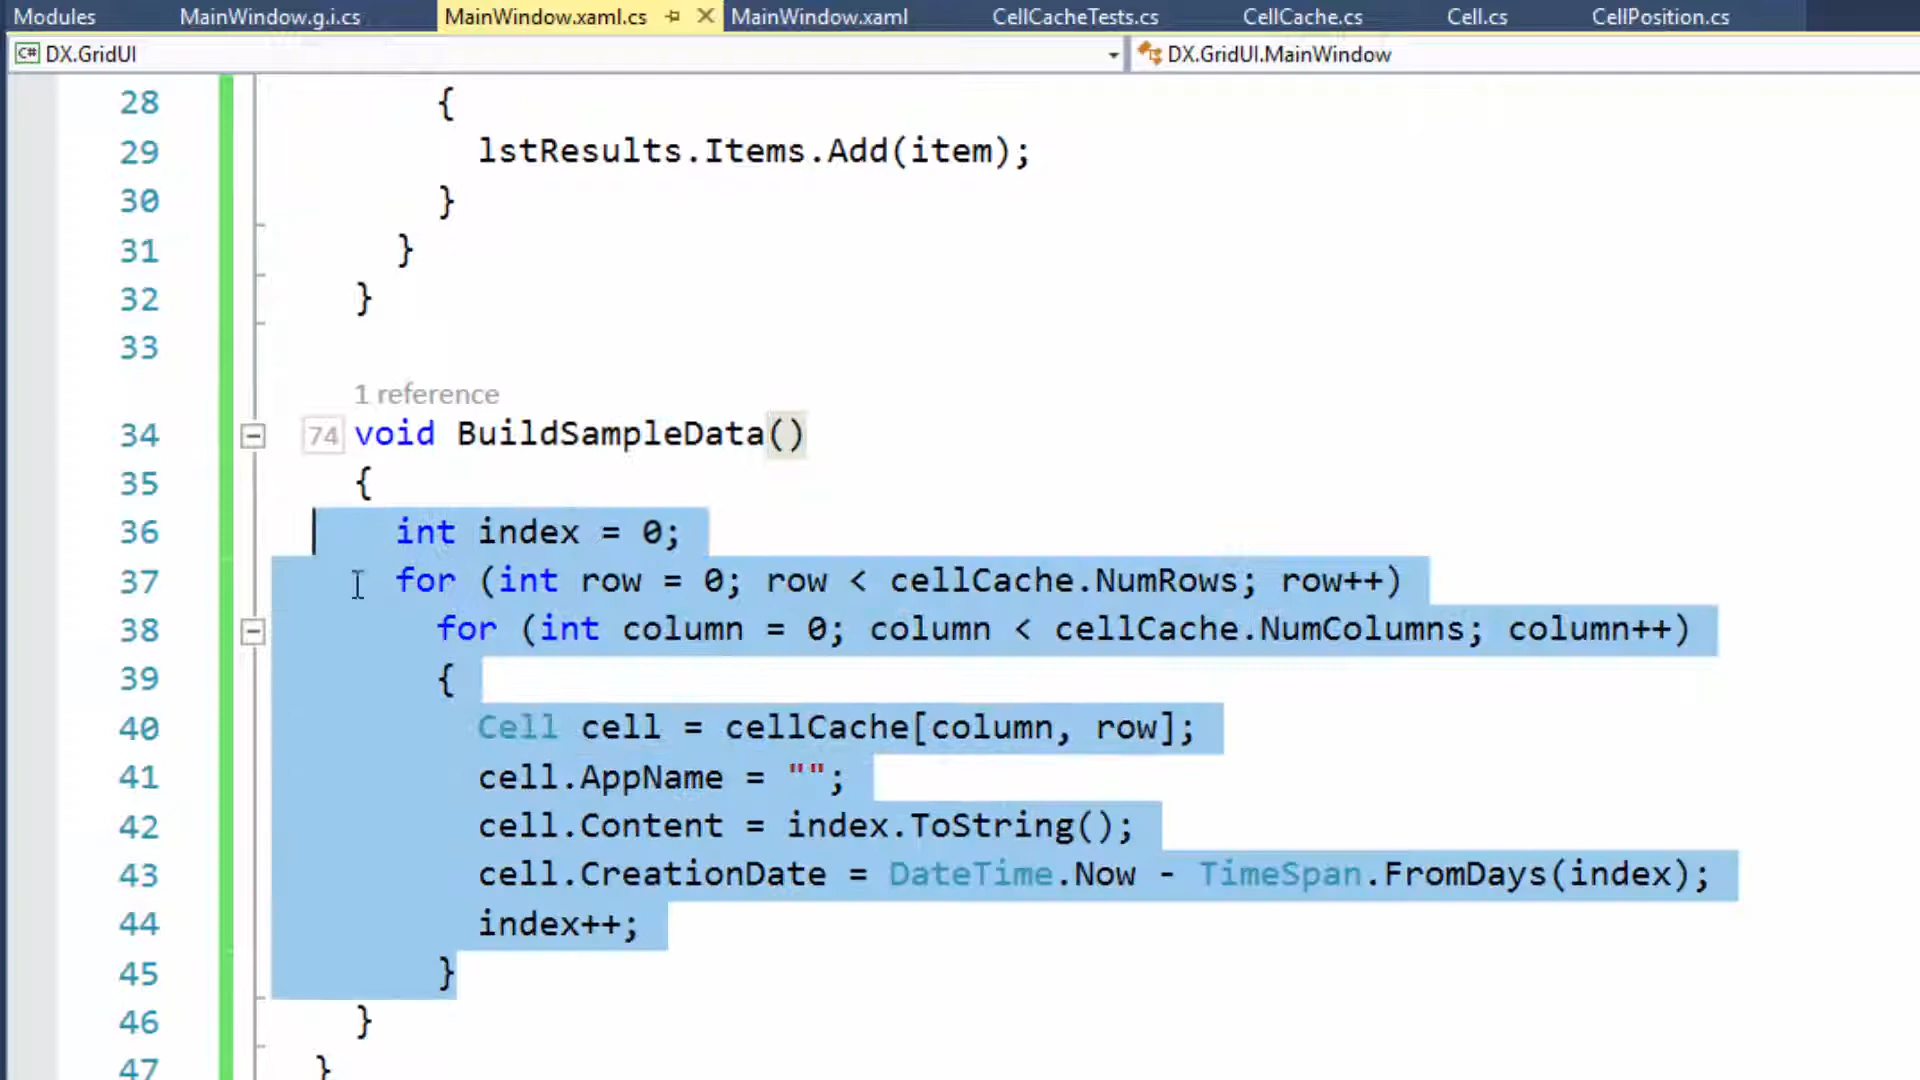 Modules MainWindow.g.i.cs MainWindow.xaml.cs MainWindow.xaml CellCacheTests.cs CellCache.cs Cell.cs CellPosition.cs
C# DX.GridUI DX.GridUI.MainWindow
28 {
29 lstResults.Items.Add(item);
30 }
31 }
32 }
33
1 reference
34 74 void BuildSampleData()
35 {
36 int index = 0;
37 for (int row = 0; row < cellCache.NumRows; row++)
38 for (int column = 0; column < cellCache.NumColumns; column++)
39 {
40 Cell cell = cellCache[column, row];
41 cell.AppName = "";
42 cell.Content = index.ToString();
43 cell.CreationDate = DateTime.Now - TimeSpan.FromDays(index);
44 index++;
45 }
46 }
47 }